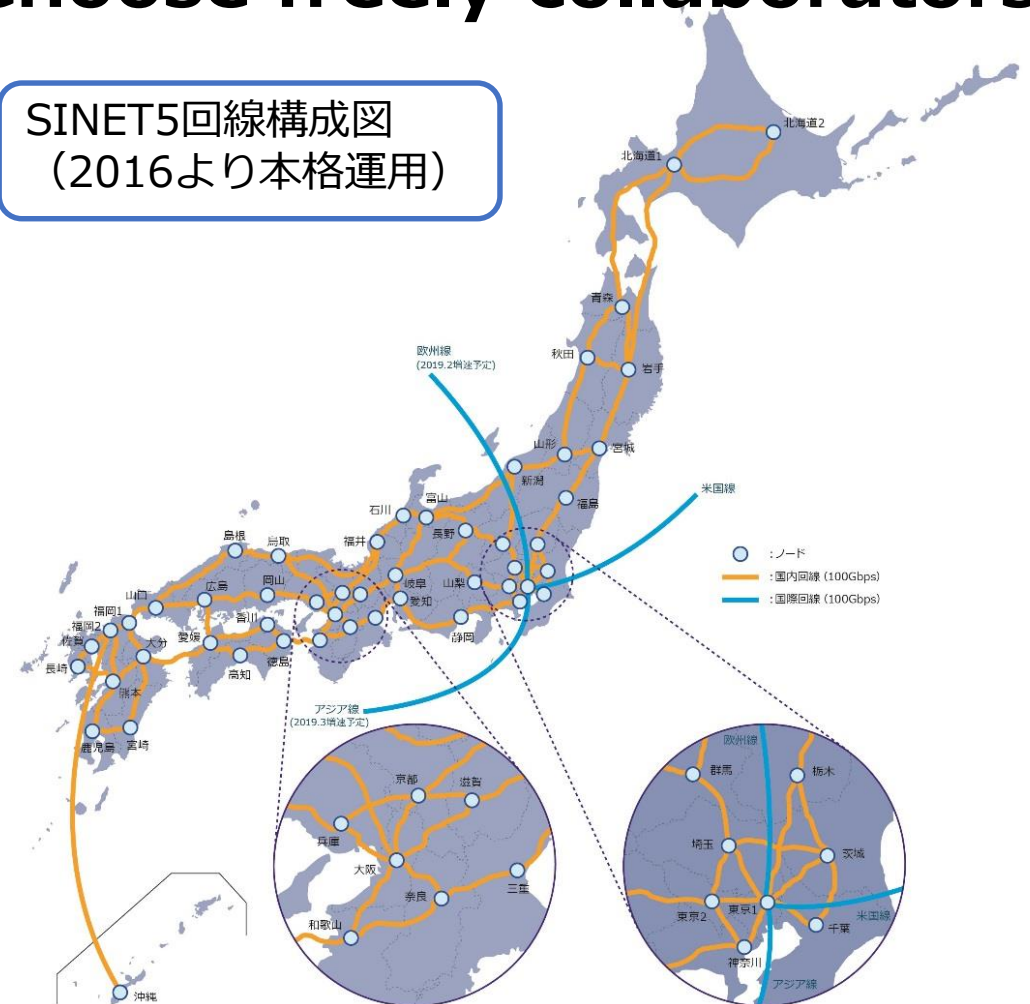 choose freely collaborators
SINET5回線構成図
（2016より本格運用）
北海道2
北海道1
青森
秋田
岩手
欧州線
(2019.2増速予定)
山形
宮城
新潟
米国線
福島
富山
石川
長野
福井
島根
鳥取
:ノード
:国内回線 (100Gbps)
:国際回線 (100Gbps)
岐阜
山梨
岡山
広島
愛知
山口
福岡1
香川
福岡2
静岡
佐賀
大分
愛媛
徳島
長崎
高知
熊本
アジア線
(2019.3増速予定)
鹿児島
宮崎
欧州線
群馬
栃木
京都
滋賀
兵庫
埼玉
茨城
大阪
三重
奈良
東京2
東京1
米国線
和歌山
千葉
神奈川
アジア線
沖縄